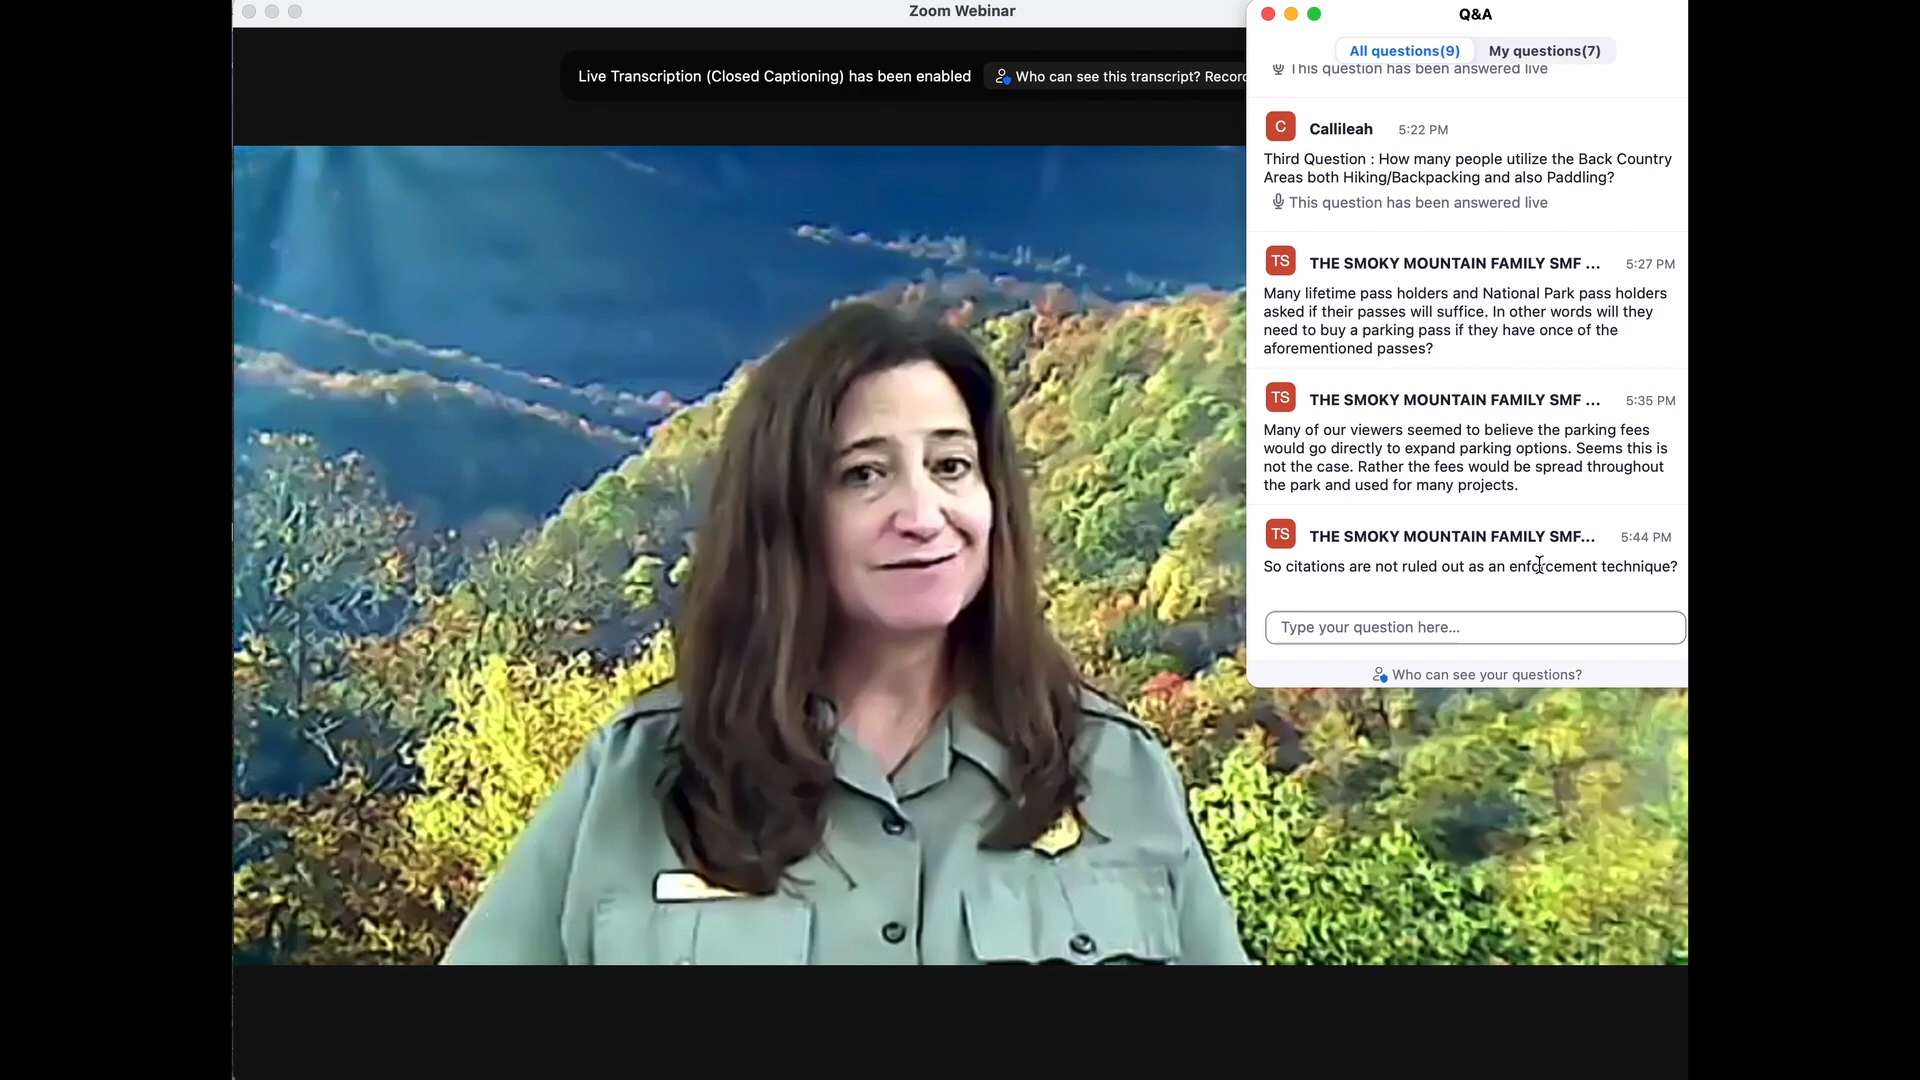 Zoom Webinar
Live Transcription (Closed Captioning) has been enabled
Who can see this transcript? Recor
Q&A
All questions(9)
My questions(7)
This question has been answered live
C
Callileah
5:22 PM
Third Question : How many people utilize the Back Country
Areas both Hiking/Backpacking and also Paddling?
This question has been answered live
TS
THE SMOKY MOUNTAIN FAMILY SMF ...
5:27 PM
Many lifetime pass holders and National Park pass holders
asked if their passes will suffice. In other words will they
need to buy a parking pass if they have once of the
aforementioned passes?
TS
THE SMOKY MOUNTAIN FAMILY SMF ...
5:35 PM
Many of our viewers seemed to believe the parking fees
would go directly to expand parking options. Seems this is
not the case. Rather the fees would be spread throughout
the park and used for many projects.
TS
THE SMOKY MOUNTAIN FAMILY SMF...
5:44 PM
So citations are not ruled out as an enforcement technique?
Type your question here...
Who can see your questions?